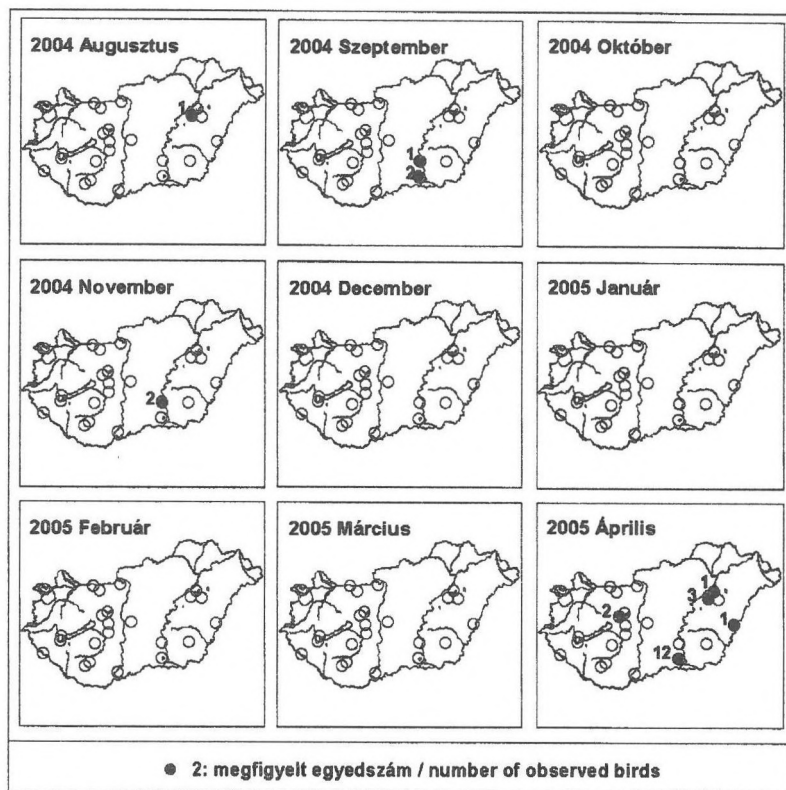 2004 Augusztus
1
2004 Szeptember
1
2
2004 Október
2004 November
2
2004 December
2005 Január
2005 Február
2005 Március
2005 Április
1
3
2
1
12
● 2: megfigyelt egyedszám / number of observed birds